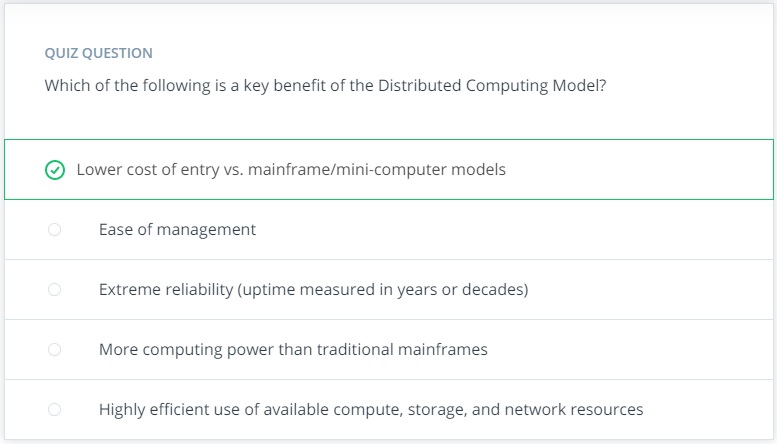 QUIZ QUESTION
Which of the following is a key benefit of the Distributed Computing Model?
Lower cost of entry vs. mainframe/mini-computer models
Ease of management
Extreme reliability (uptime measured in years or decades)
More computing power than traditional mainframes
Highly efficient use of available compute, storage, and network resources